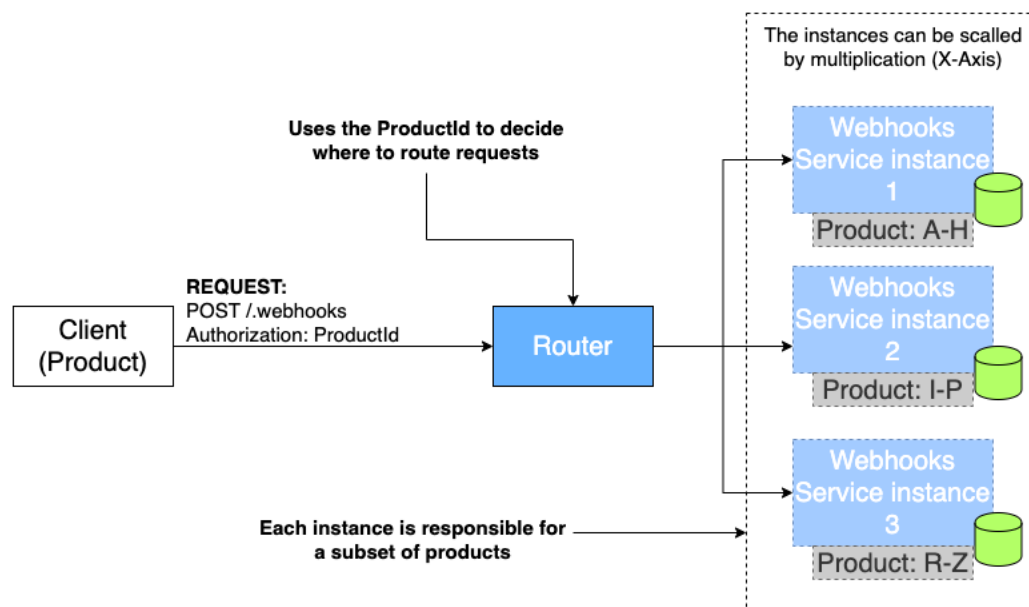 The instances can be scalled
by multiplication (X-Axis)
Uses the ProductId to decide
where to route requests
Webhooks
Service instance
1
Product: A-H
REQUEST:
POST /.webhooks
Authorization: ProductId
Client
(Product)
Router
Webhooks
Service instance
2
Product: I-P
Each instance is responsible for
a subset of products
Webhooks
Service instance
3
Product: R-Z